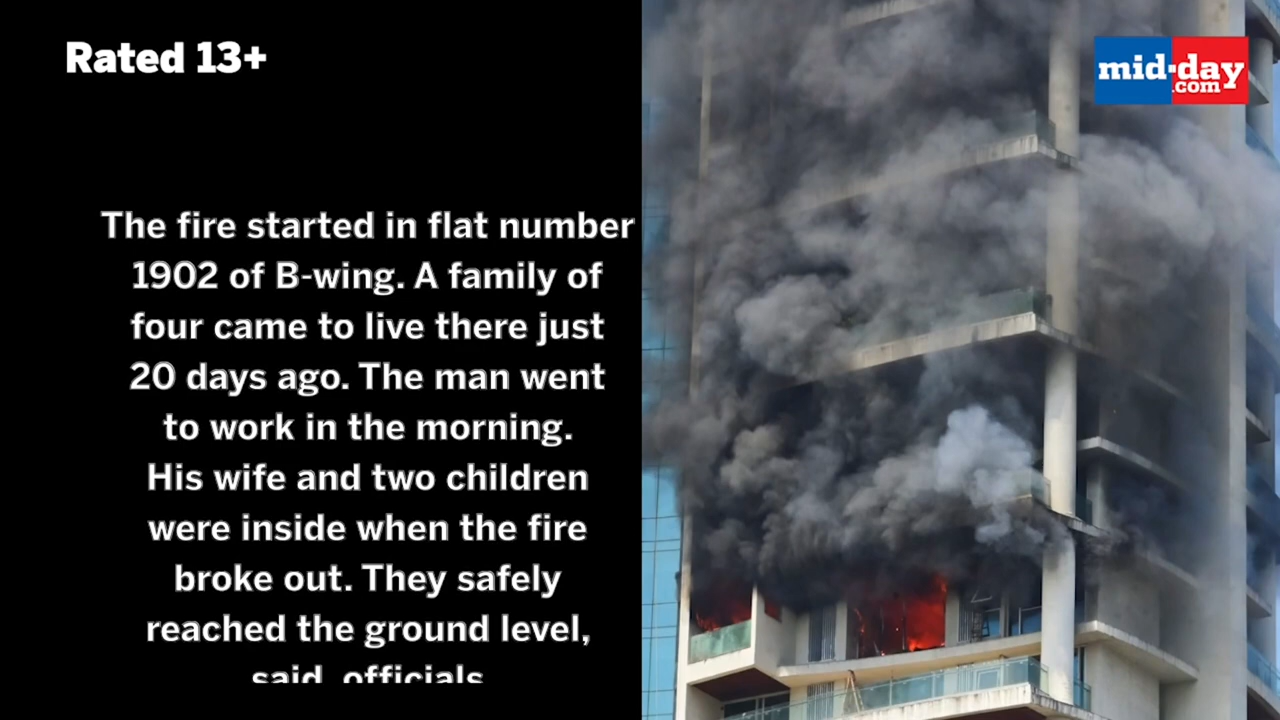 Rated 13+
mid-day
.com
The fire started in flat number
1902 of B-wing. A family of
four came to live there just
20 days ago. The man went
to work in the morning.
His wife and two children
were inside when the fire
broke out. They safely
reached the ground level,
said officials